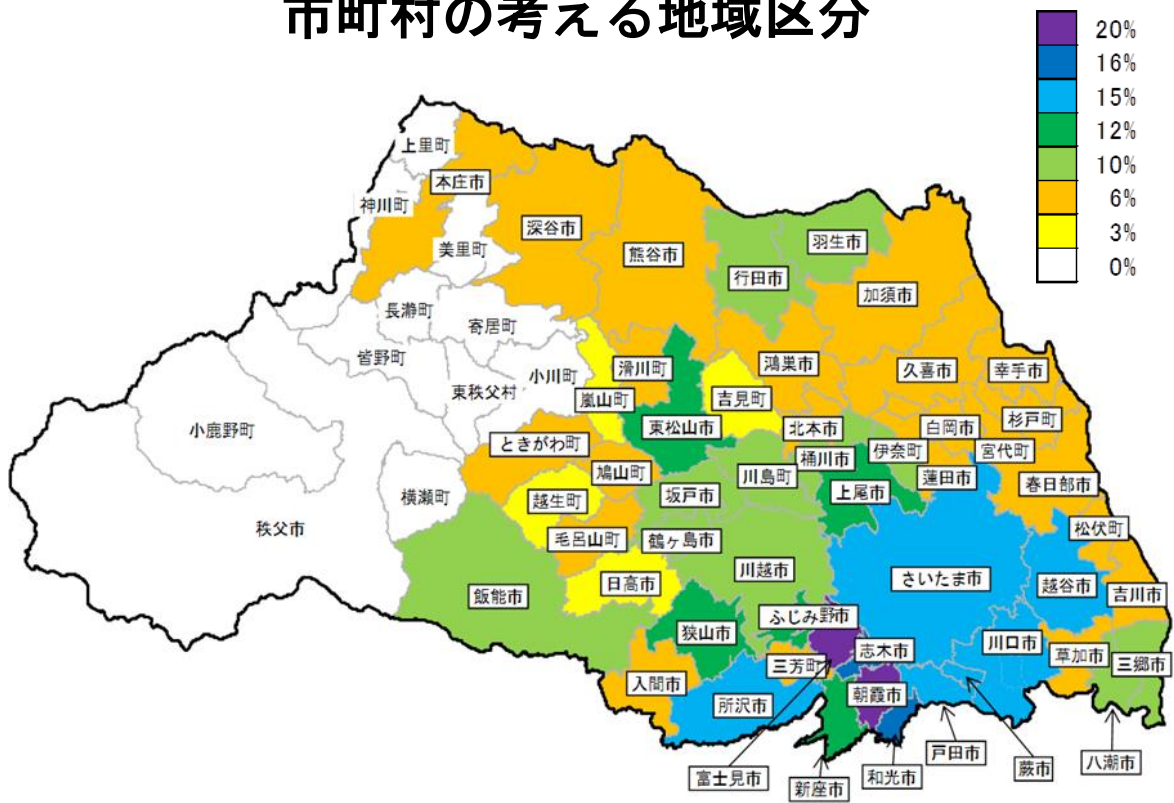 市町村の考える地域区分
20%
16%
15%
12%
10%
6%
3%
0%
上里町
本庄市
神川町
美里町
深谷市
熊谷市
行田市
羽生市
加須市
長瀞町
寄居町
皆野町
東秩父村
小川町
嵐山町
滑川町
吉見町
鴻巣市
久喜市
幸手市
小鹿野町
東松山市
北本市
白岡市
杉戸町
ときがわ町
鳩山町
川島町
桶川市
伊奈町
宮代町
横瀬町
越生町
坂戸市
上尾市
蓮田市
春日部市
秩父市
毛呂山町
鶴ヶ島市
松伏町
飯能市
日高市
川越市
さいたま市
越谷市
吉川市
狭山市
ふじみ野市
志木市
川口市
草加市
三郷市
入間市
三芳町
所沢市
朝霞市
富士見市
新座市
和光市
戸田市
蕨市
八潮市